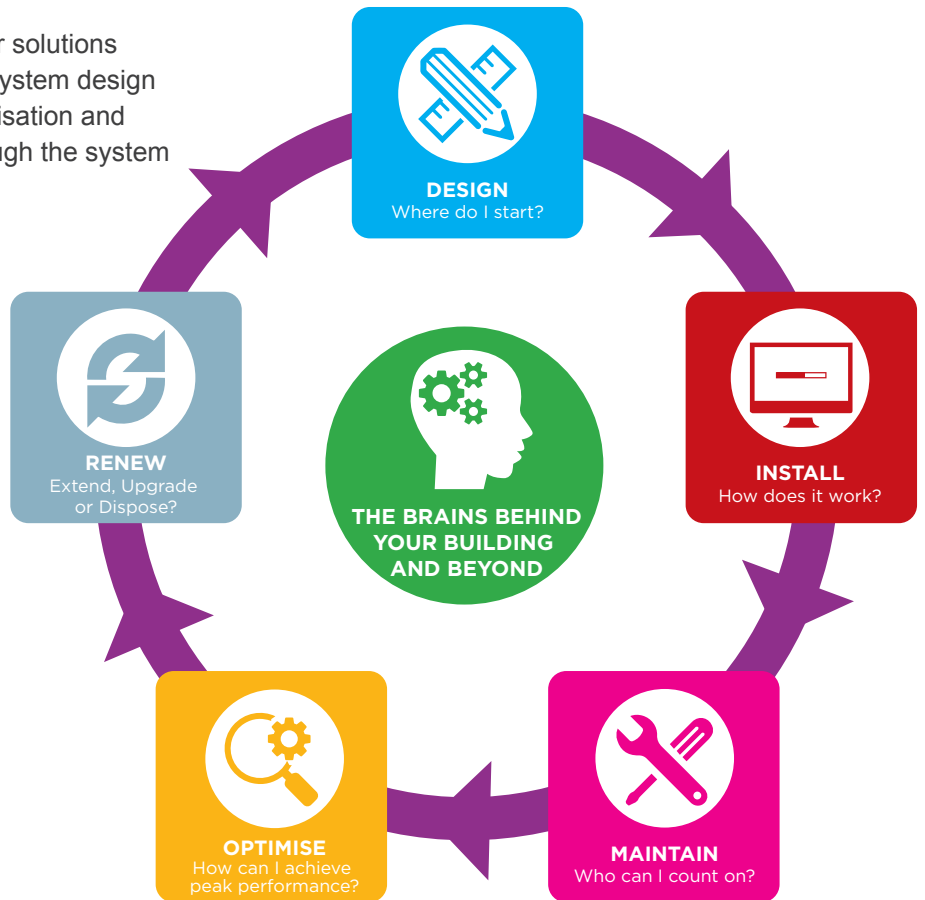 r solutions
ystem design
isation and
ugh the system
DESIGN
Where do I start?
INSTALL
How does it work?
MAINTAIN
Who can I count on?
OPTIMISE
How can I achieve
peak performance?
RENEW
Extend, Upgrade
or Dispose?
THE BRAINS BEHIND
YOUR BUILDING
AND BEYOND